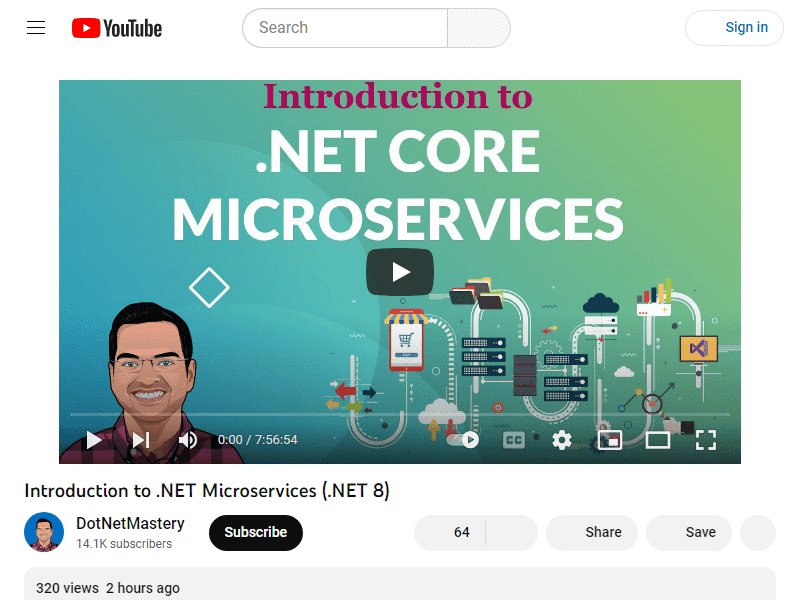 YouTube
Search
Sign in
Introduction to
.NET CORE
MICROSERVICES
0:00 / 7:56:54
CC
Introduction to .NET Microservices (.NET 8)
DotNetMastery
14.1K subscribers
Subscribe
64
Share
Save
320 views 2 hours ago